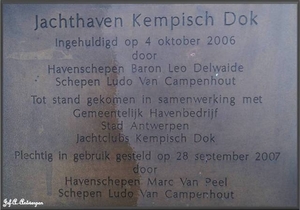 Jachthaven Kempisch Dok
Ingehuldigd op 4 oktober 2006
door
Havenschepen Baron Leo Delwaide
Schepen Ludo Van Campenhout
Tot stand gekomen in samenwerking met
Gemeentelijk Havenbedrijf
Stad Antwerpen
Jachtclubs Kempisch Dok
Plechtig in gebruik gesteld op 28 september 2007
door
Havenschepen Marc Van Peel
Schepen Ludo Van Campenhout